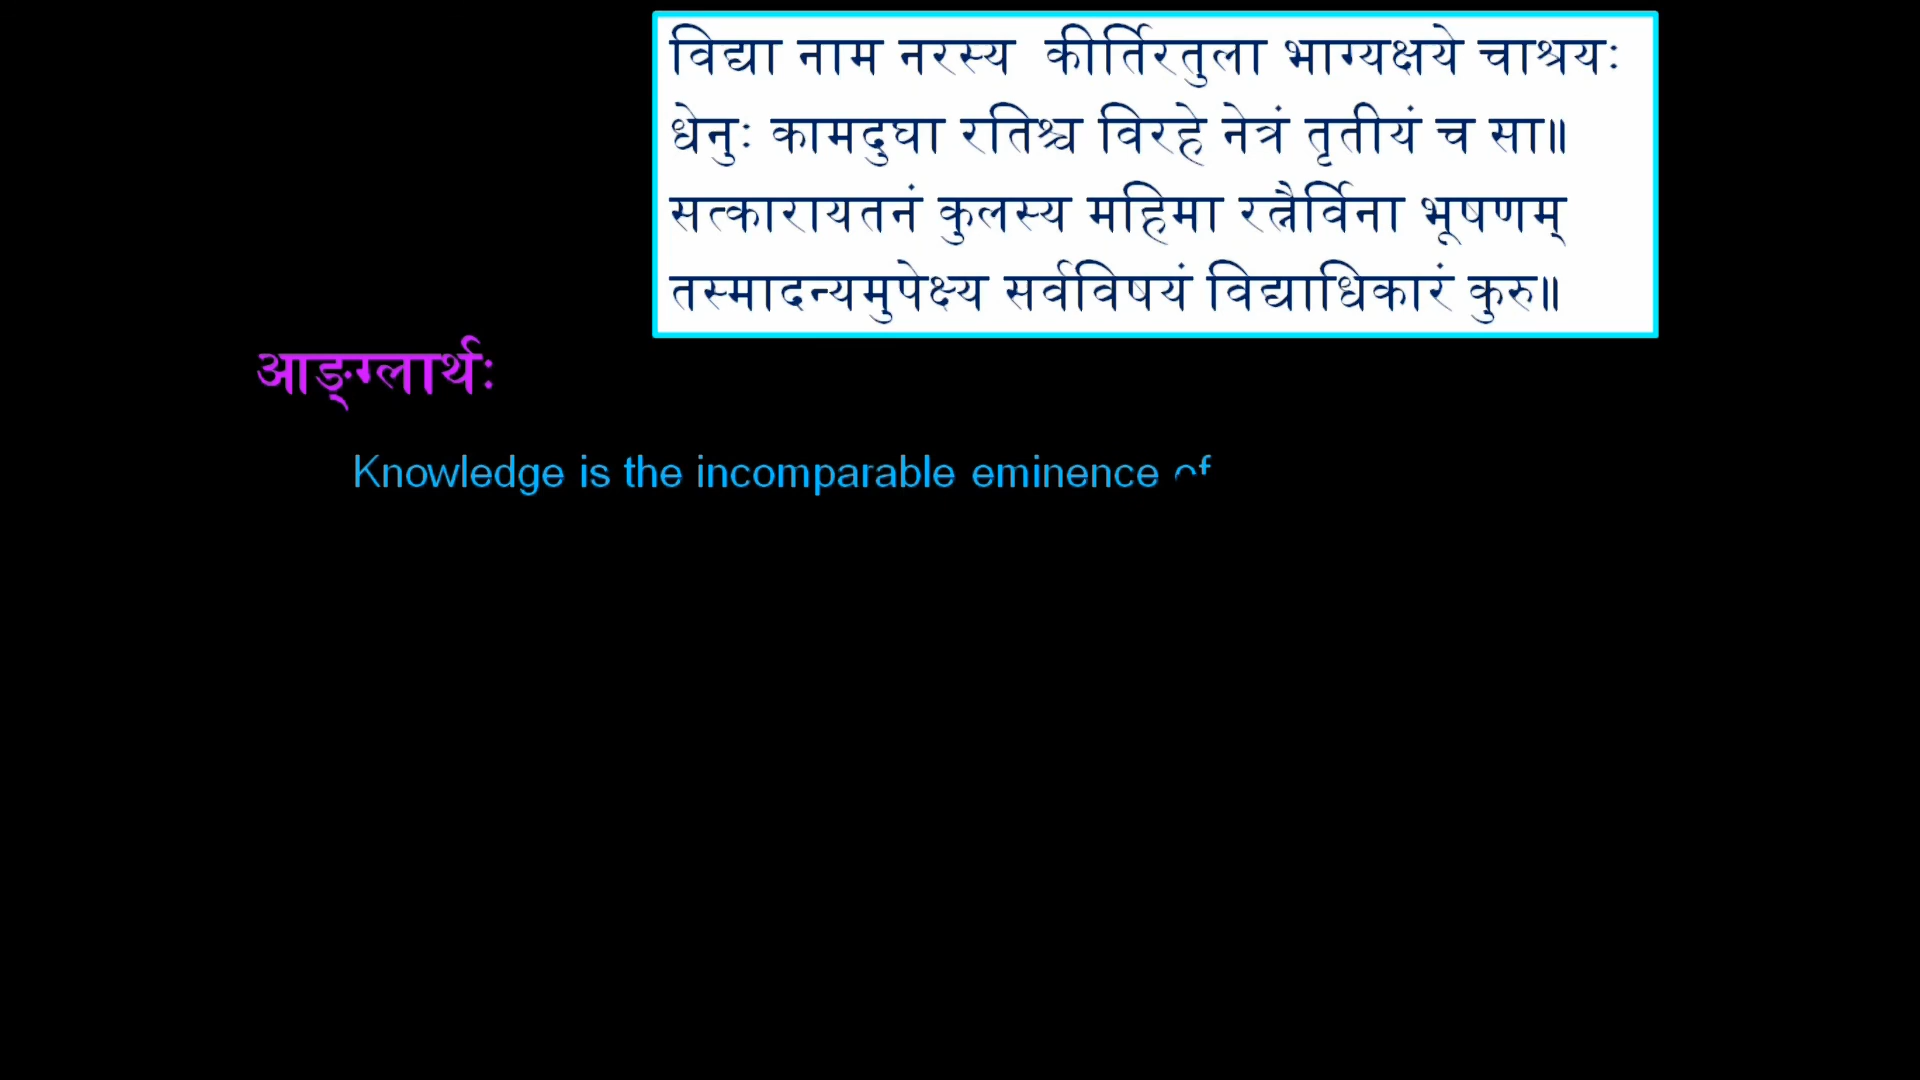 विद्या नाम नरस्य कीर्तिरतुला भाग्यक्षये चाश्रयः
धेनुः कामदुघा रतिश्च विरहे नेत्रं तृतीयं च सा॥
सत्कारायतनं कुलस्य महिमा रत्नैर्विना भूषणम्
तस्मादन्यमुपेक्ष्य सर्वविषयं विद्याधिकारं कुरु॥
आङ्ग्लार्थः
Knowledge is the incomparable eminence of